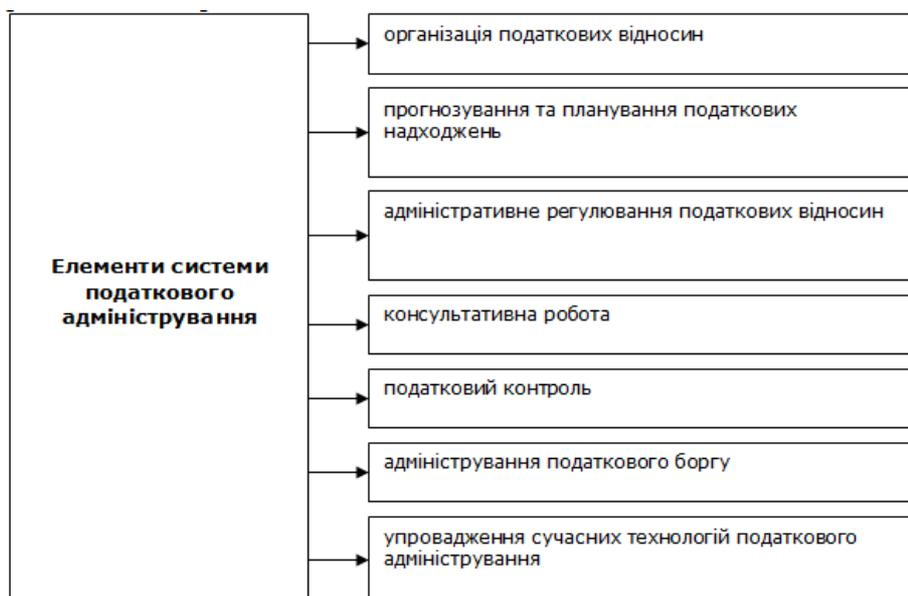 Елементи системи
податкового
адміністрування
організація податкових відносин
прогнозування та планування податкових
надходжень
адміністративне регулювання податкових відносин
консультативна робота
податковий контроль
адміністрування податкового боргу
упровадження сучасних технологій податкового
адміністрування